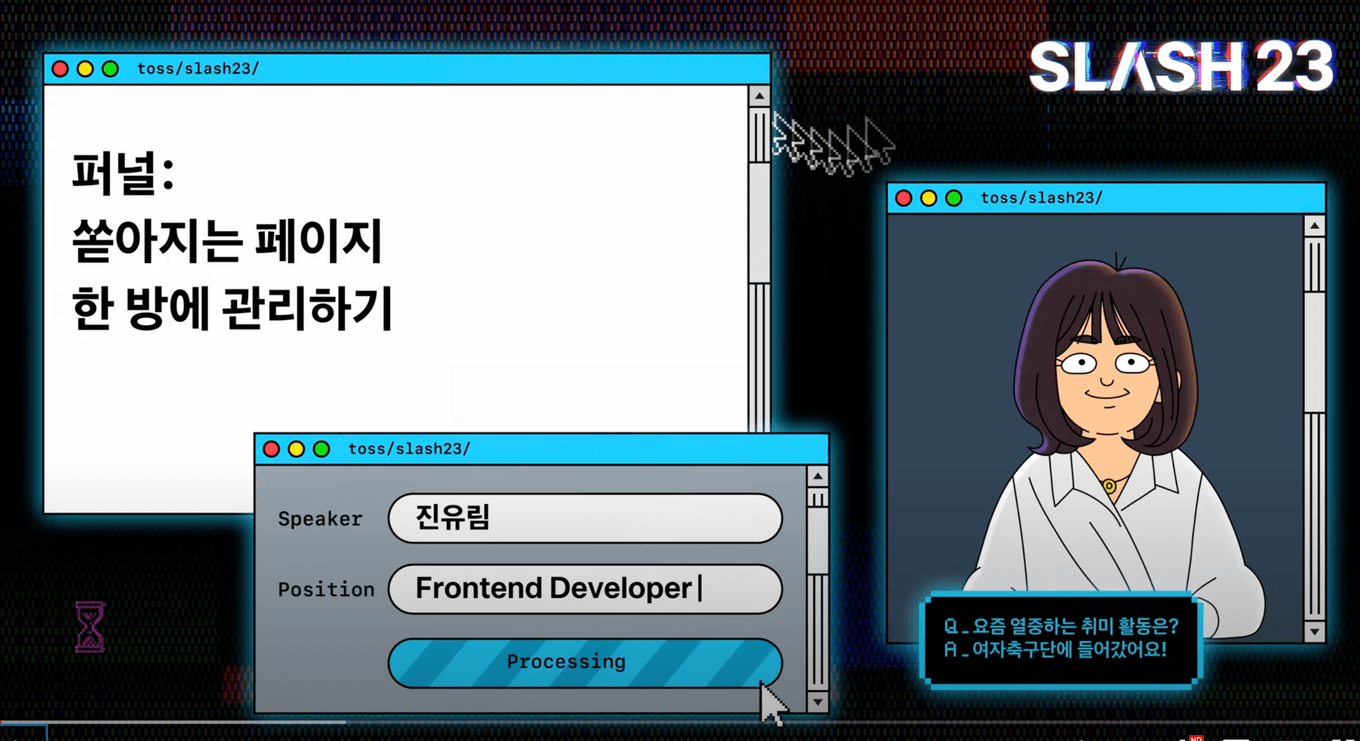 SLASH 23
toss/slash23/
퍼널:
쏟아지는 페이지
한 방에 관리하기
toss/slash23/
toss/slash23/
Speaker 진유림
Position Frontend Developer
Processing
Q_요즘 열중하는 취미 활동은?
A_여자축구단에 들어갔어요!
HD